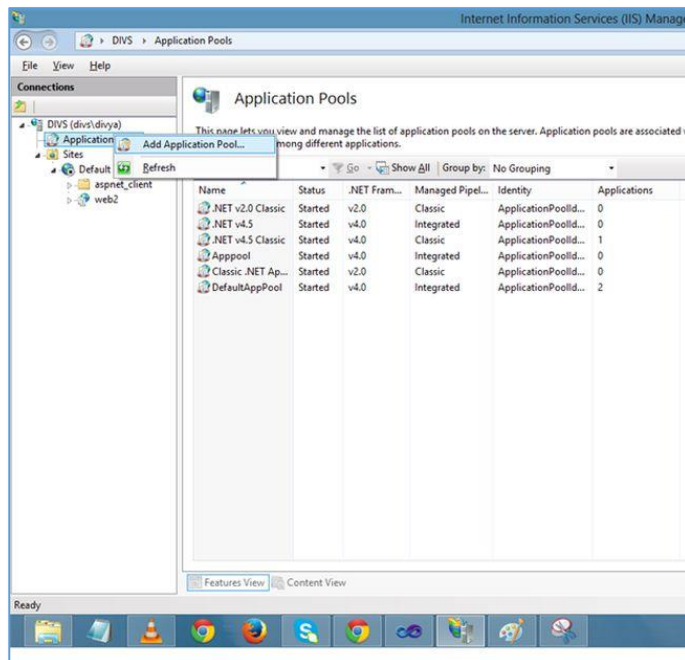 Internet Information Services (IIS) Manage
DIVS Application Pools
File View Help
Connections
DIVS (divs\divya)
Application
Add Application Pool...
Refresh
Sites
Default
aspnet_client
web2
Application Pools
This page lets you view and manage the list of application pools on the server. Application pools are associated
mong different applications.
Go Show All Group by: No Grouping
Name Status .NET Fram... Managed Pipel... Identity Applications
.NET v2.0 Classic Started v2.0 Classic ApplicationPoolId... 0
.NET v4.5 Started v4.0 Integrated ApplicationPoolId... 0
.NET v4.5 Classic Started v4.0 Classic ApplicationPoolId... 1
Apppool Started v4.0 Integrated ApplicationPoolId... 0
Classic .NET Ap... Started v2.0 Classic ApplicationPoolId... 0
DefaultAppPool Started v4.0 Integrated ApplicationPoolId... 2
Features View Content View
Ready